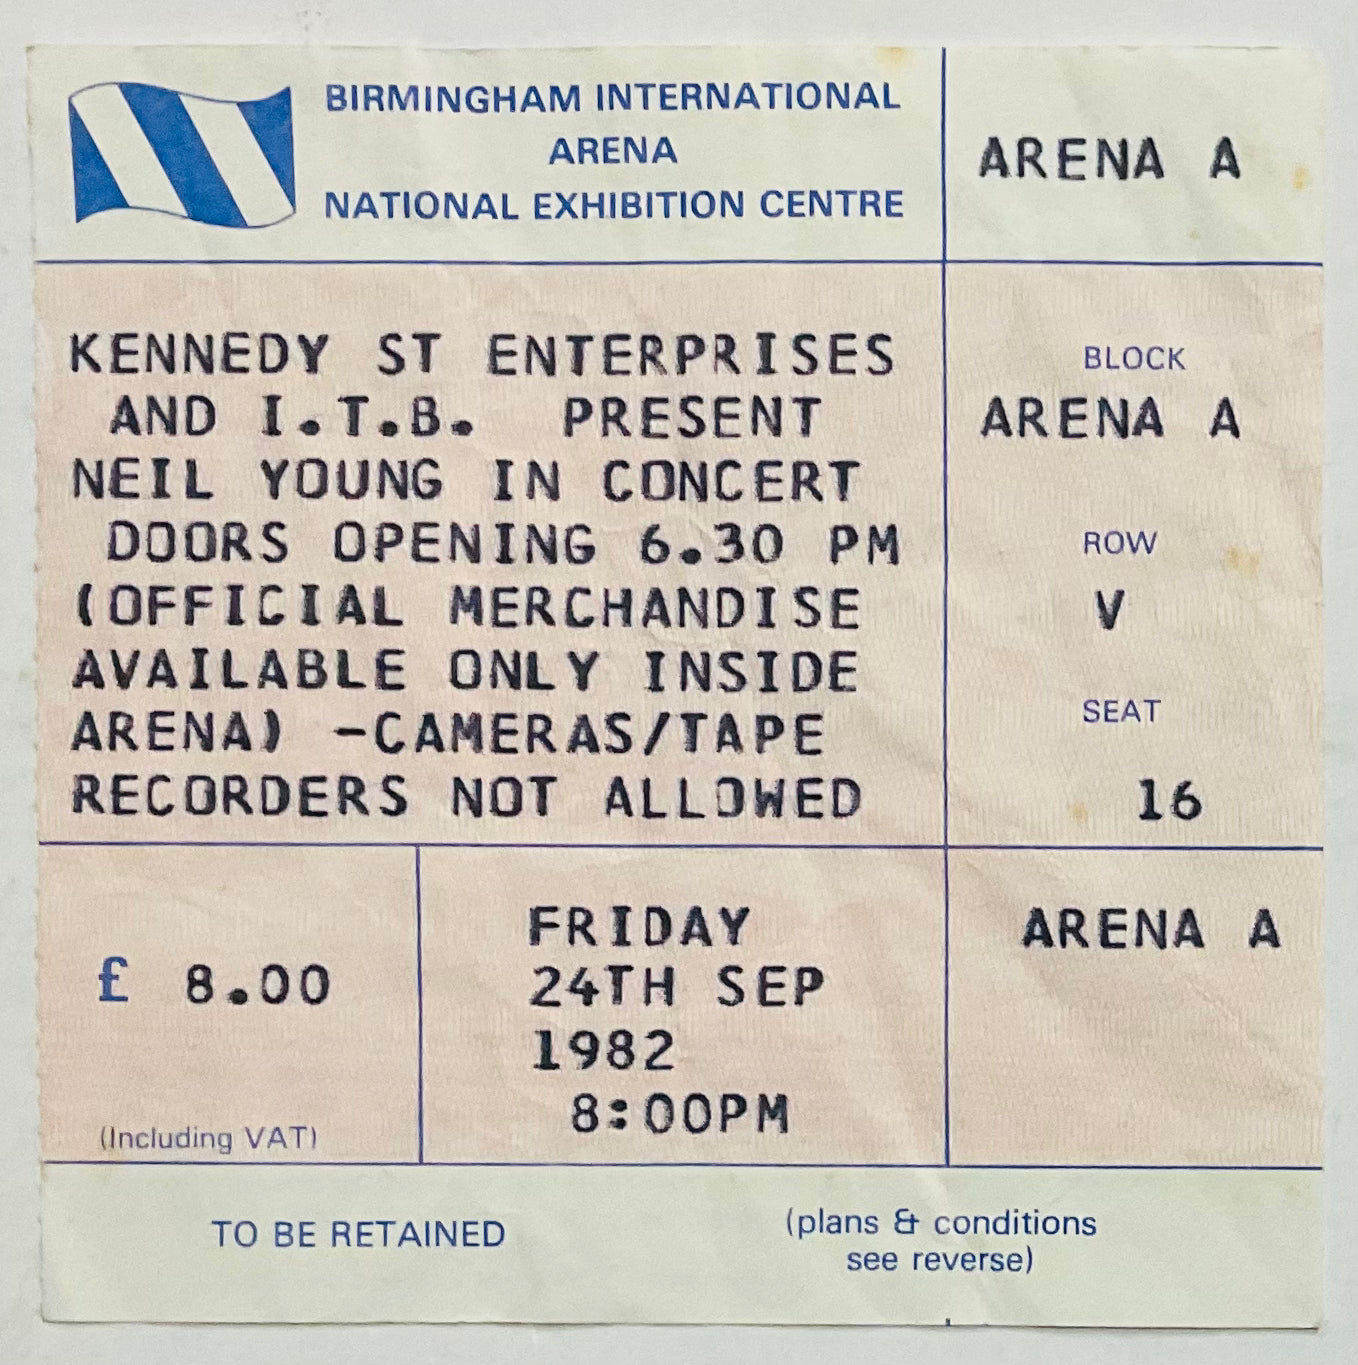 BIRMINGHAM INTERNATIONAL
ARENA
NATIONAL EXHIBITION CENTRE
ARENA A
KENNEDY ST ENTERPRISES
AND I.T.B. PRESENT
NEIL YOUNG IN CONCERT
DOORS OPENING 6.30 PM
(OFFICIAL MERCHANDISE
AVAILABLE ONLY INSIDE
ARENA) -CAMERAS/TAPE
RECORDERS NOT ALLOWED
BLOCK
ARENA A
ROW
V
SEAT
16
£ 8.00
(Including VAT)
FRIDAY
24TH SEP
1982
8:00PM
ARENA A
TO BE RETAINED
(plans & conditions
see reverse)